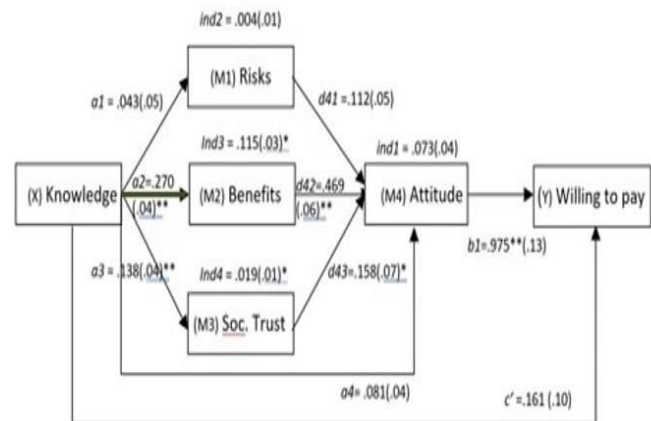 ind2 = .004(.01)
(M1) Risks
a1 = .043(.05)
d41=.112(.05)
Ind3 = .115(.03)*
ind1 = .073(.04)
(X) Knowledge
a2=.270
(.04)**
(M2) Benefits
d42=.469
(.06)**
(M4) Attitude
(Y) Willing to pay
b1=.975**(.13)
a3=.138(.04)**
Ind4 = .019(.01)*
d43=.158(.07)*
(M3) Soc. Trust
a4=.081(.04)
c' =.161 (.10)